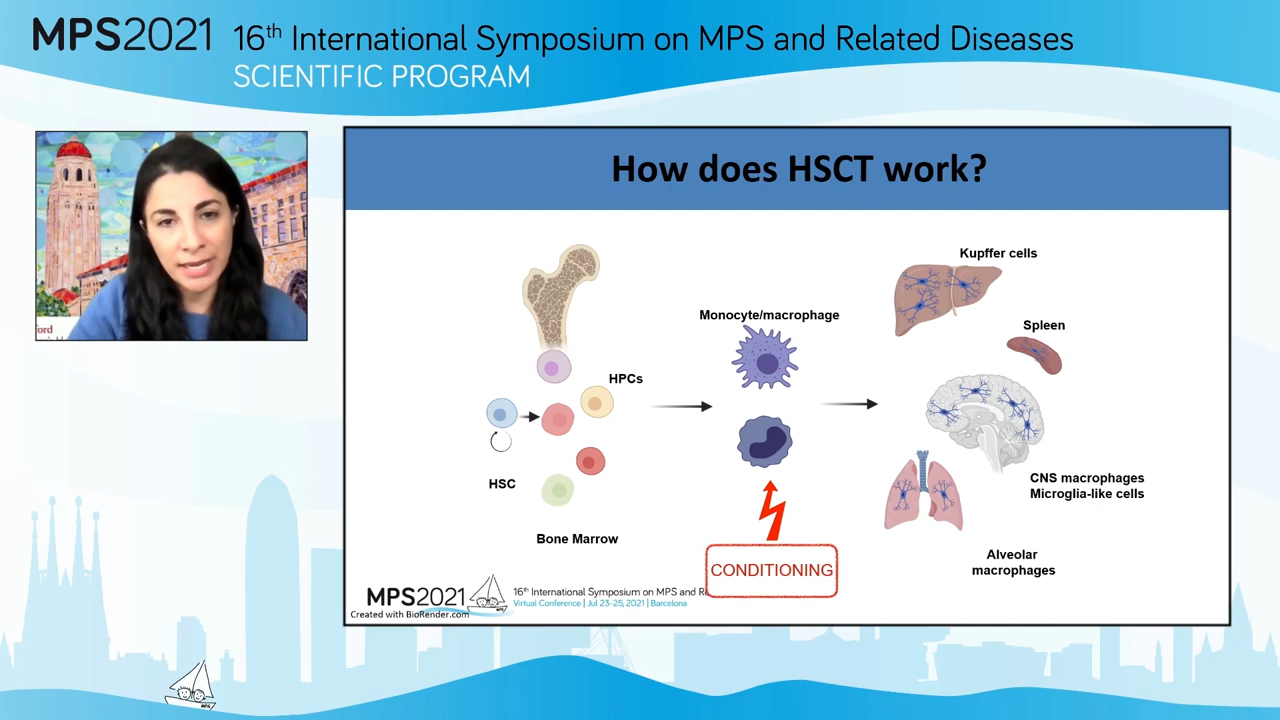 MPS2021 16th International Symposium on MPS and Related Diseases
SCIENTIFIC PROGRAM
ord
How does HSCT work?
Kupffer cells
Monocyte/macrophage
Spleen
HPCs
HSC
CNS macrophages
Microglia-like cells
Bone Marrow
Alveolar
macrophages
CONDITIONING
MPS2021
16th International Symposium on MPS and Re
Virtual Conference | Jul 23-25, 2021 | Barcelona
Created with BioRender.com
MPS